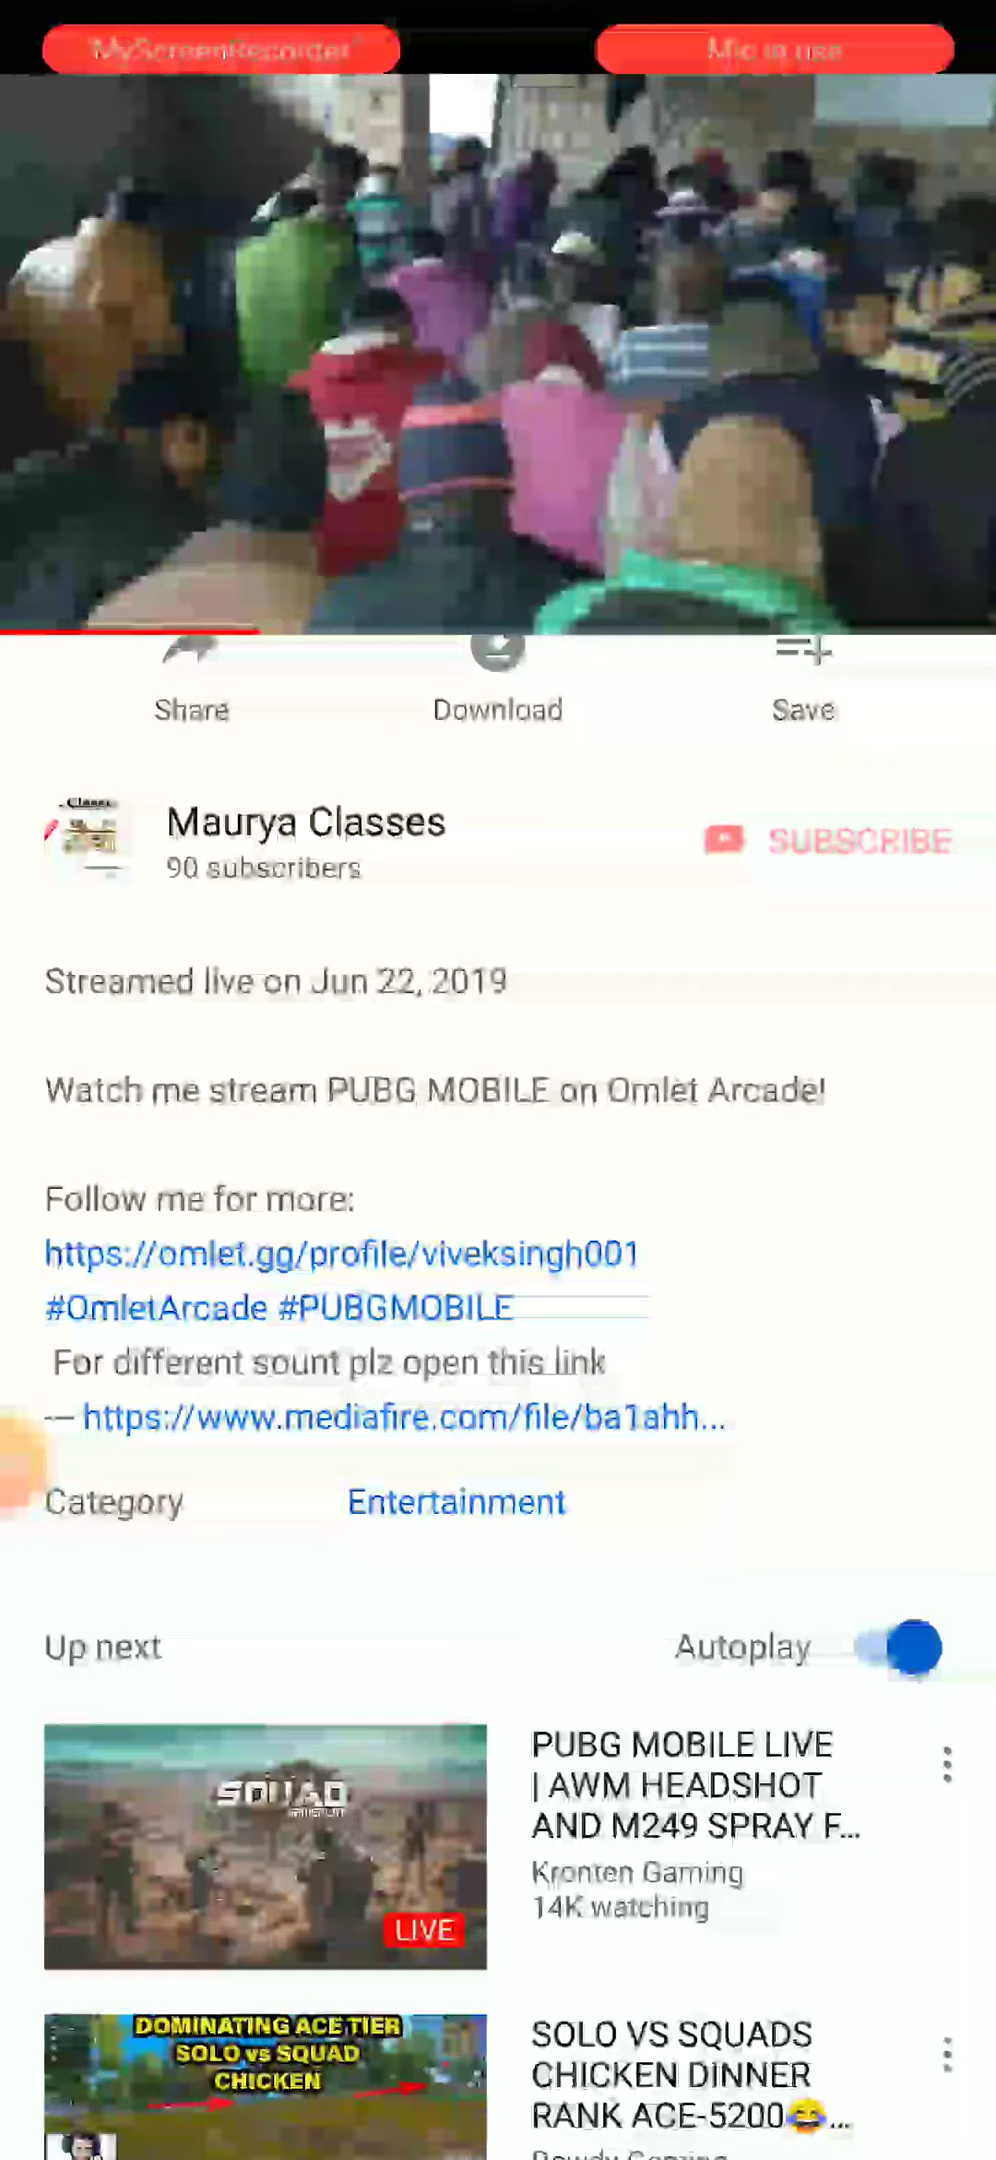 MyScreenRecorder
Mic in use
Share
Download
Save
Classes
Maurya Classes
90 subscribers
SUBSCRIBE
Streamed live on Jun 22, 2019
Watch me stream PUBG MOBILE on Omlet Arcade!
Follow me for more:
https://omlet.gg/profile/viveksingh001
#OmletArcade #PUBGMOBILE
For different sount plz open this link
--- https://www.mediafire.com/file/ba1ahh...
Category
Entertainment
Up next
Autoplay
SQUAD
LIVE
PUBG MOBILE LIVE
| AWM HEADSHOT
AND M249 SPRAY F...
Kronten Gaming
14K watching
DOMINATING ACE TIER
SOLO vs SQUAD
CHICKEN
SOLO VS SQUADS
CHICKEN DINNER
RANK ACE-5200😂...